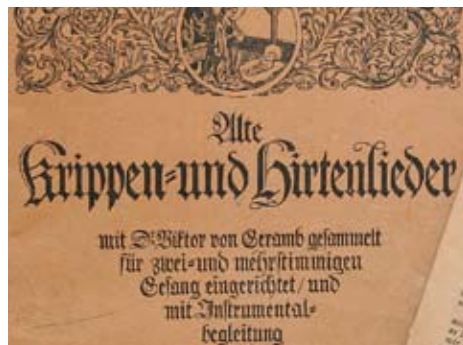 Alte
Krippen-und Hirtenlieder
mit Dr. Viktor von Geramb gesammelt
für zwei-und mehrstimmigen
Gesang eingerichtet/und
mit Instrumental-
begleitung